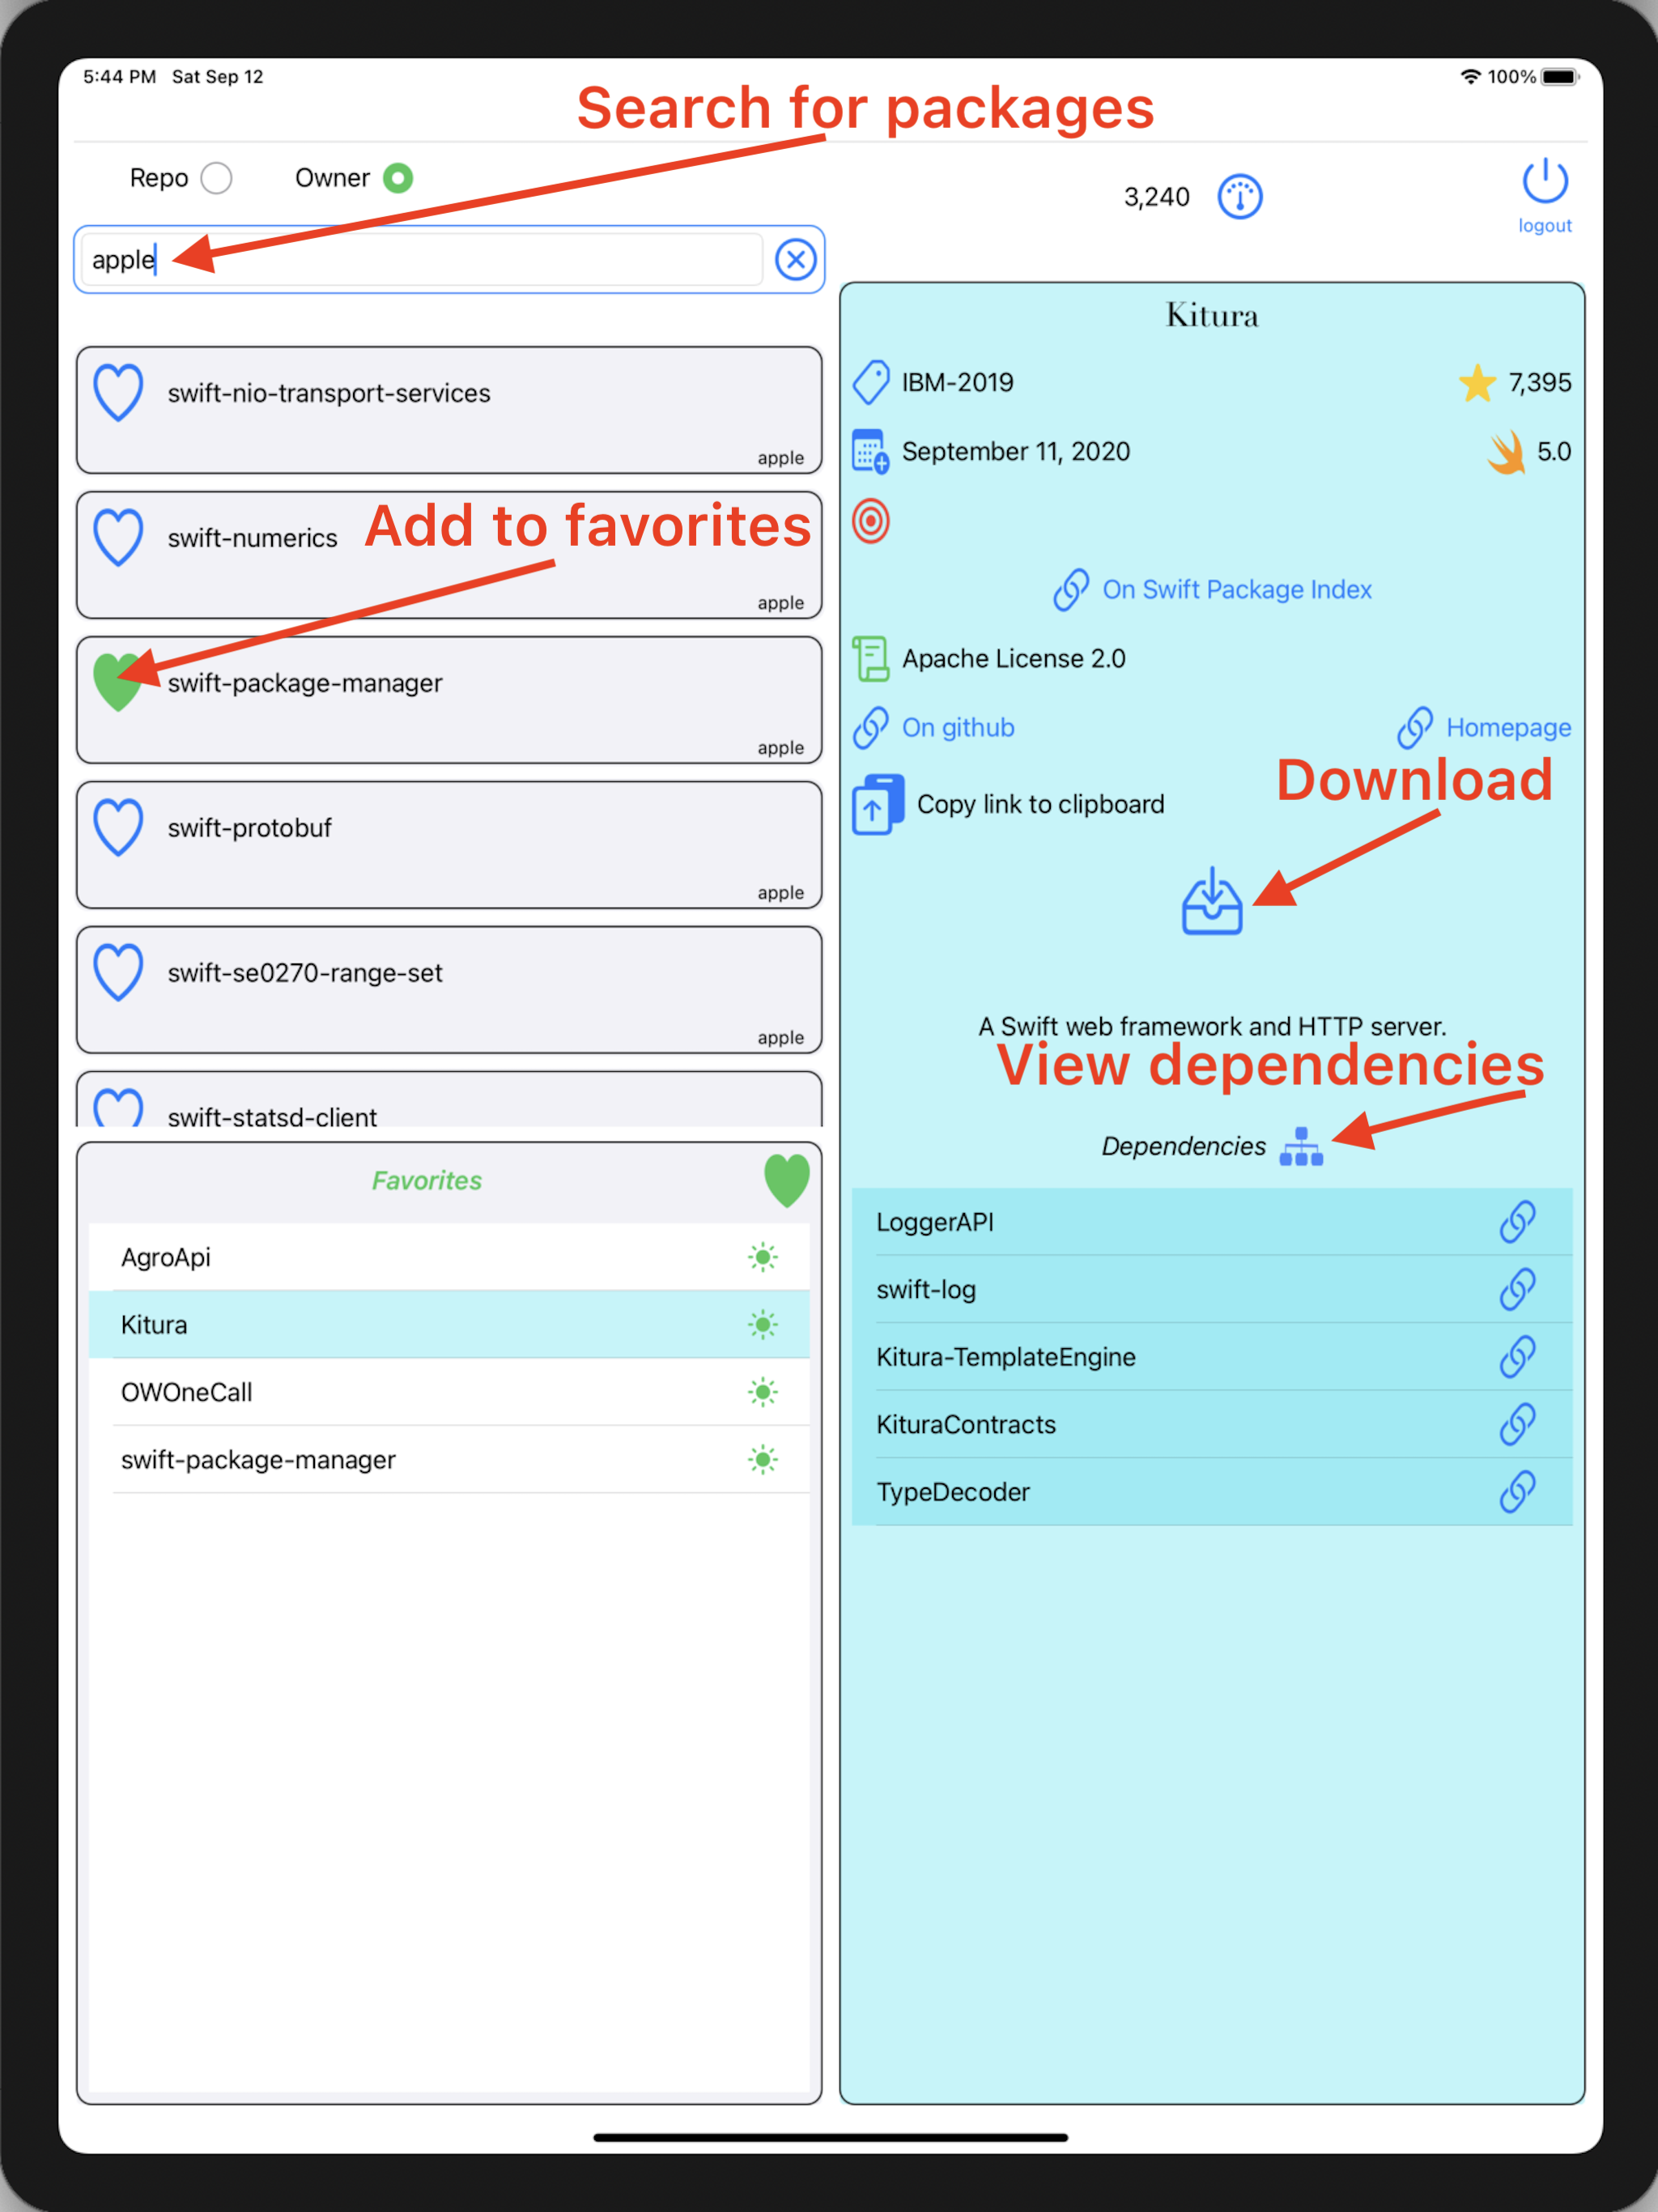 5:44 PM Sat Sep 12
100%
Search for packages
Repo
Owner
3,240
logout
apple
swift-nio-transport-services
apple
swift-numerics
Add to favorites
apple
swift-package-manager
apple
swift-protobuf
apple
swift-se0270-range-set
apple
swift-statsd-client
Favorites
AgroApi
Kitura
OWOneCall
swift-package-manager
Kitura
IBM-2019
7,395
September 11, 2020
5.0
On Swift Package Index
Apache License 2.0
On github
Homepage
Copy link to clipboard
Download
A Swift web framework and HTTP server.
View dependencies
Dependencies
LoggerAPI
swift-log
Kitura-TemplateEngine
KituraContracts
TypeDecoder